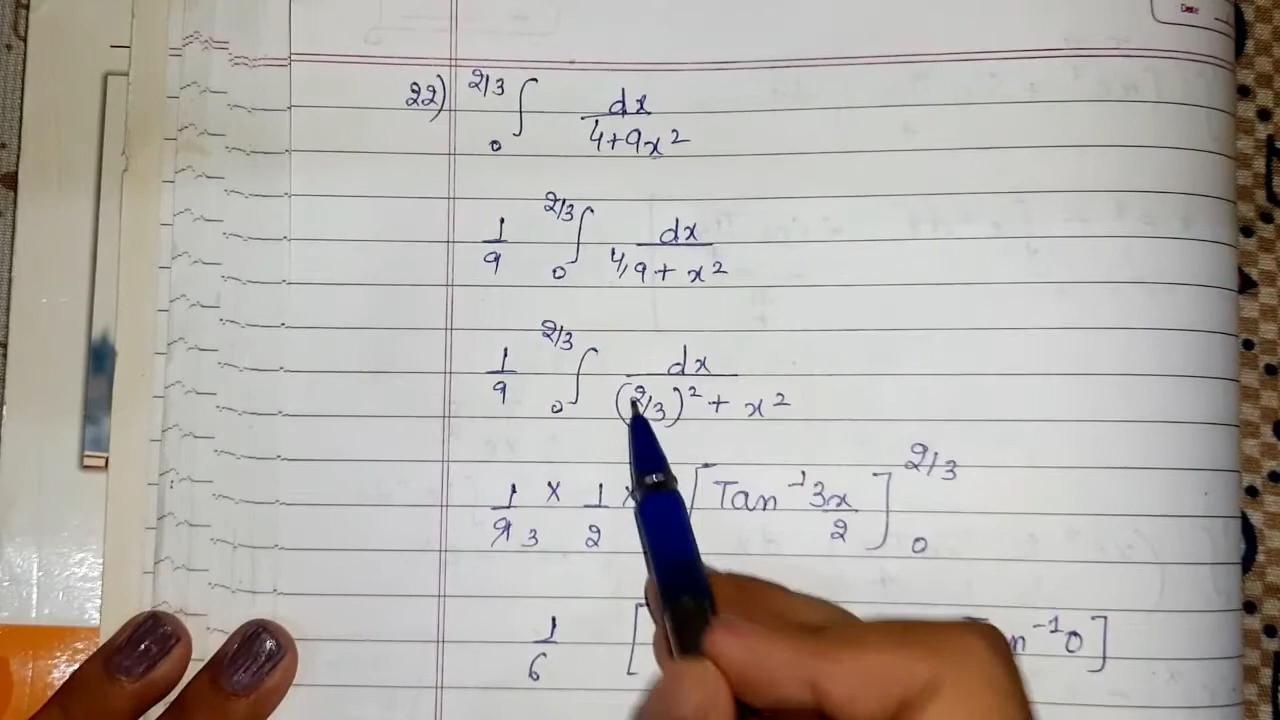 Date
22) 2/3 ∫ 0 dx / 4+9x²
1/9 2/3 ∫ 0 dx / 4/9 + x²
1/9 2/3 ∫ 0 dx / (2/3)² + x²
1/9 3 × 1/2 × [Tan⁻¹ 3x/2] 2/3 0
1/6 [ n⁻¹0]